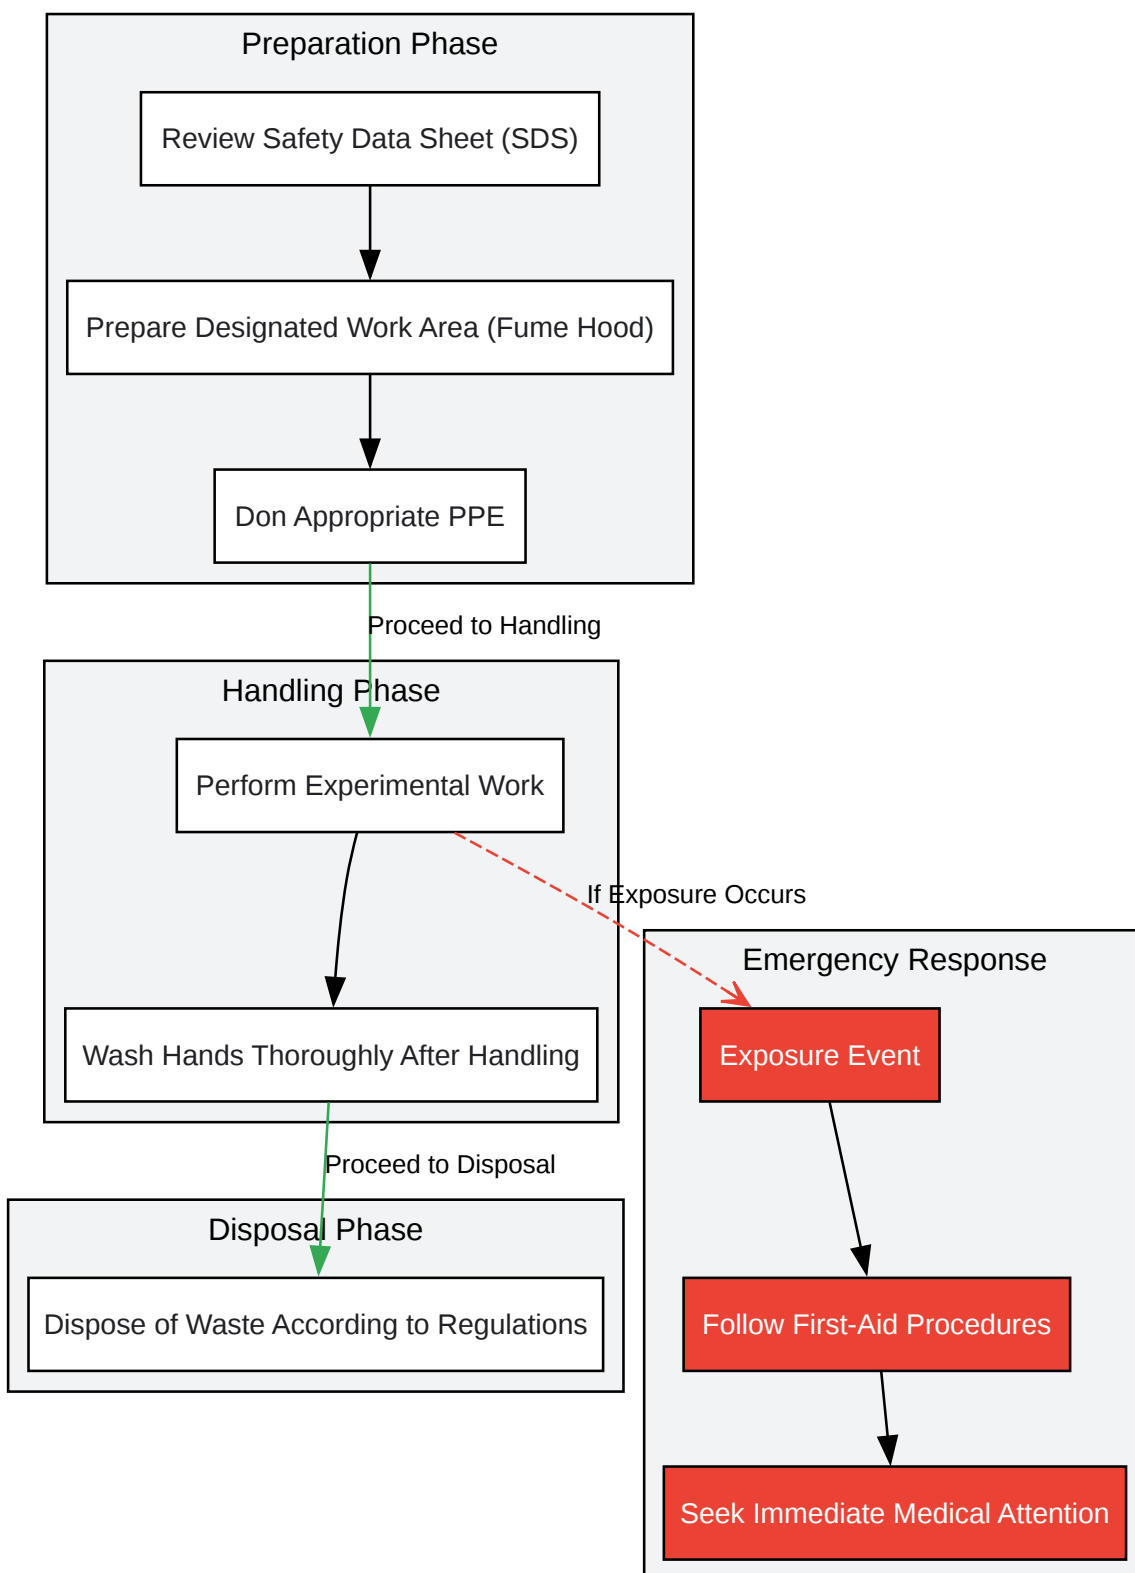 Preparation Phase
Review Safety Data Sheet (SDS)
Prepare Designated Work Area (Fume Hood)
Don Appropriate PPE
Proceed to Handling
Handling Phase
Perform Experimental Work
If Exposure Occurs
Emergency Response
Wash Hands Thoroughly After Handling
Exposure Event
Proceed to Disposal
Disposal Phase
Dispose of Waste According to Regulations
Follow First-Aid Procedures
Seek Immediate Medical Attention